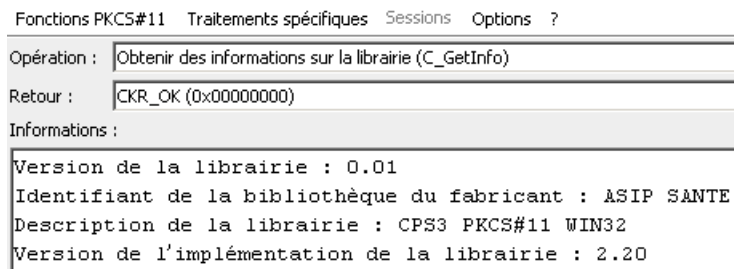 Fonctions PKCS#11 Traitements spécifiques Sessions Options ?
Opération : Obtenir des informations sur la librairie (C_GetInfo)
Retour : CKR_OK (0x00000000)
Informations :
Version de la librairie : 0.01
Identifiant de la bibliothèque du fabricant : ASIP SANTE
Description de la librairie : CPS3 PKCS#11 WIN32
Version de l'implémentation de la librairie : 2.20